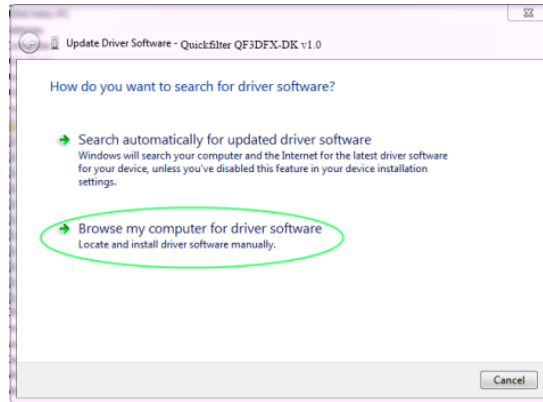 Update Driver Software - Quickfilter QF3DFX-DK v1.0
How do you want to search for driver software?
Search automatically for updated driver software
Windows will search your computer and the Internet for the latest driver software
for your device, unless you've disabled this feature in your device installation
settings.
Browse my computer for driver software
Locate and install driver software manually.
Cancel